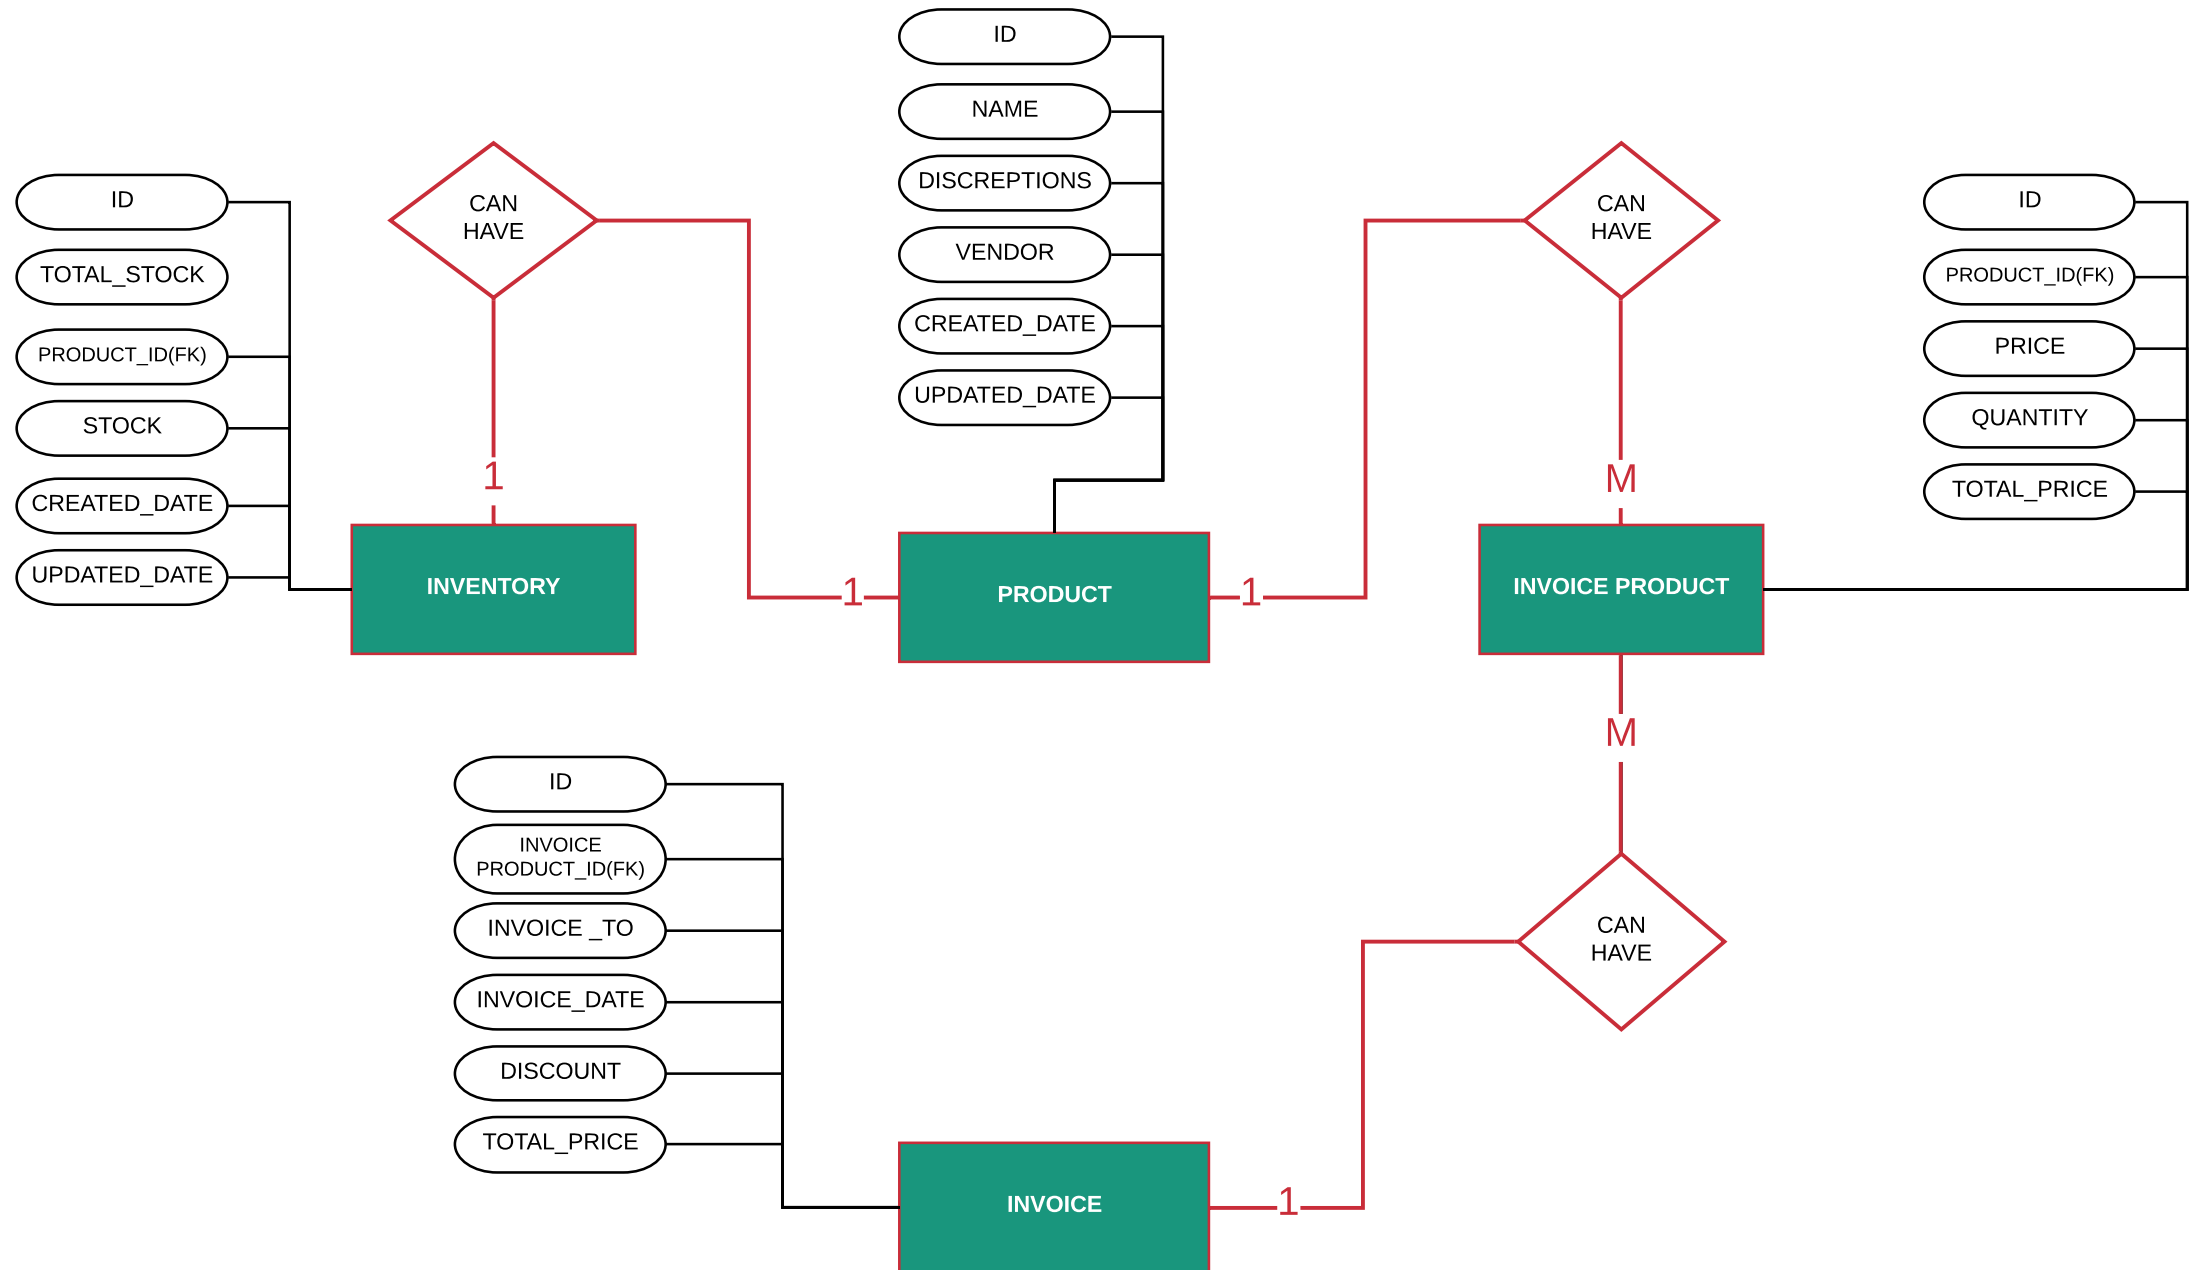 ID
TOTAL_STOCK
PRODUCT_ID(FK)
STOCK
CREATED_DATE
UPDATED_DATE
CAN
HAVE
1
INVENTORY
1
ID
NAME
DISCREPTIONS
VENDOR
CREATED_DATE
UPDATED_DATE
PRODUCT
1
CAN
HAVE
M
INVOICE PRODUCT
ID
PRODUCT_ID(FK)
PRICE
QUANTITY
TOTAL_PRICE
M
CAN
HAVE
ID
INVOICE
PRODUCT_ID(FK)
INVOICE _TO
INVOICE_DATE
DISCOUNT
TOTAL_PRICE
INVOICE
1